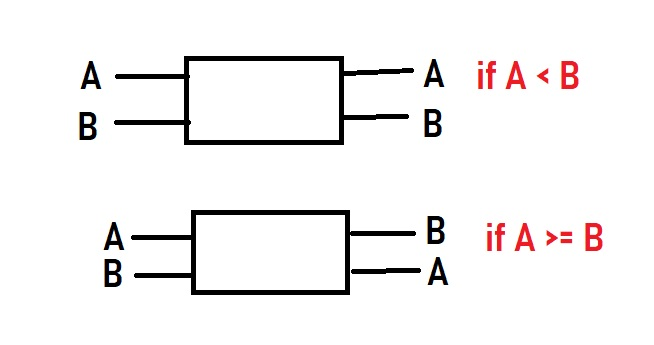 A A if A < B
B B
A B if A >= B
B A